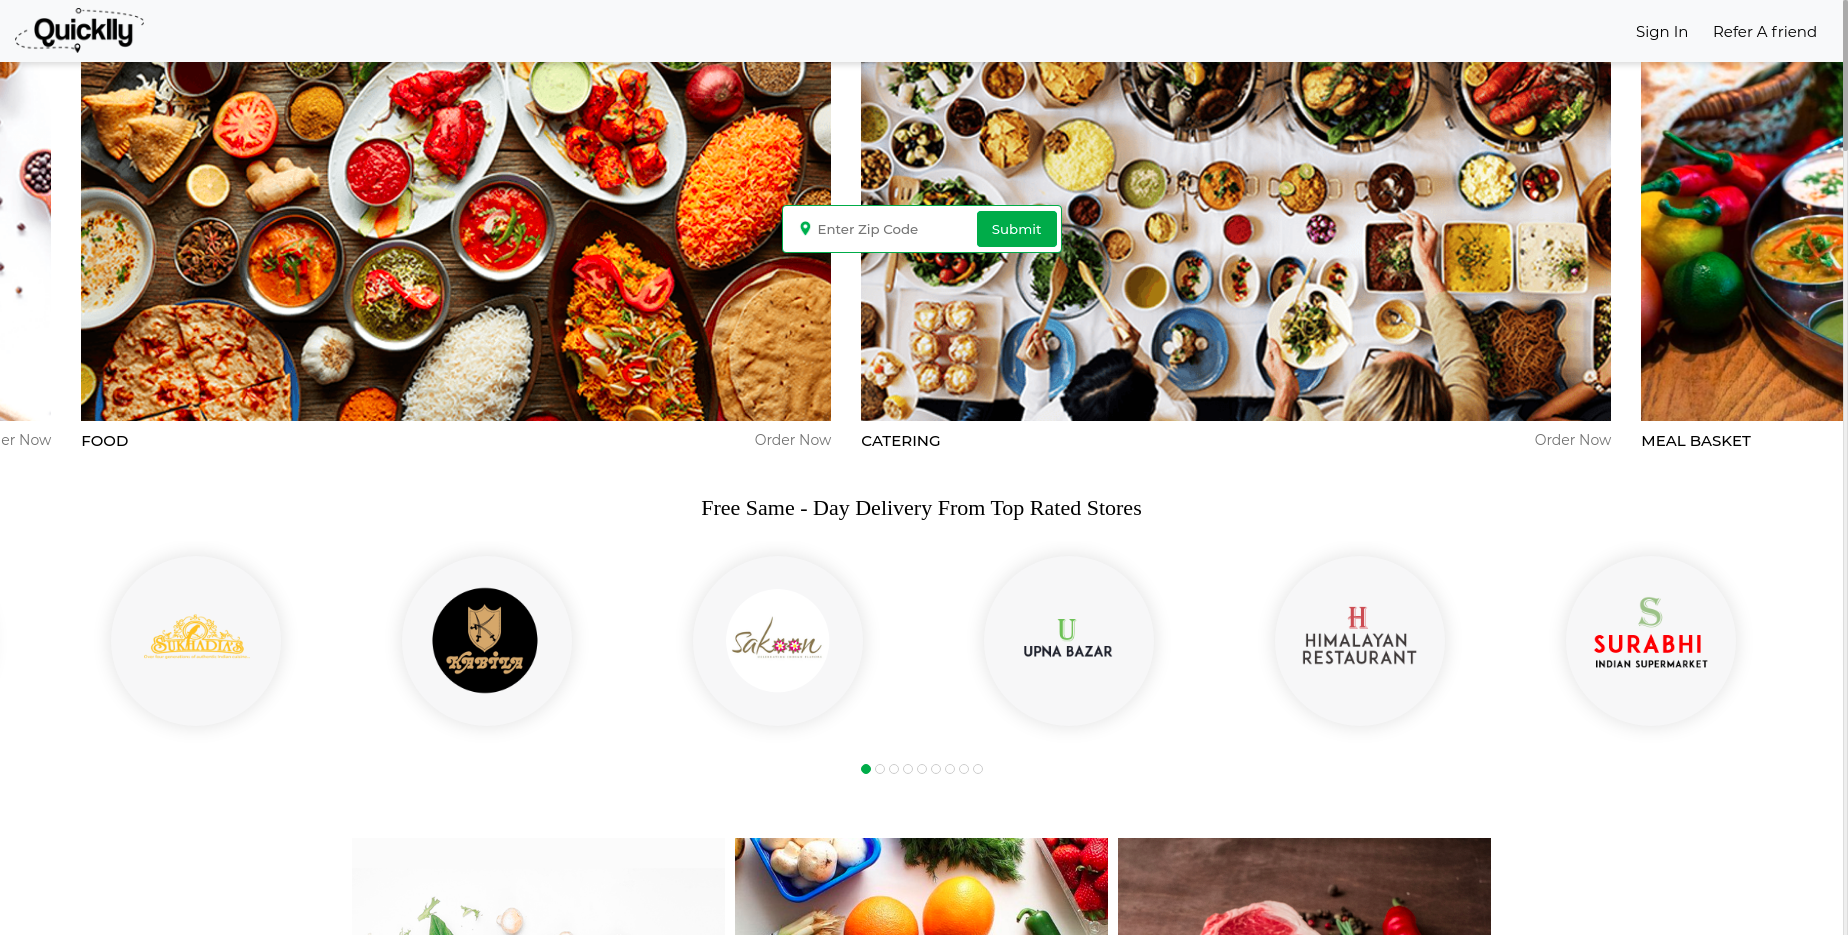 Quicklly
Sign In
Refer A friend
Enter Zip Code
Submit
er Now
FOOD
Order Now
CATERING
Order Now
MEAL BASKET
Free Same - Day Delivery From Top Rated Stores
SUKHADIA'S
KABILA
Sakoon
U
UPNA BAZAR
H
HIMALAYAN
RESTAURANT
S
SURABHI
INDIAN SUPERMARKET